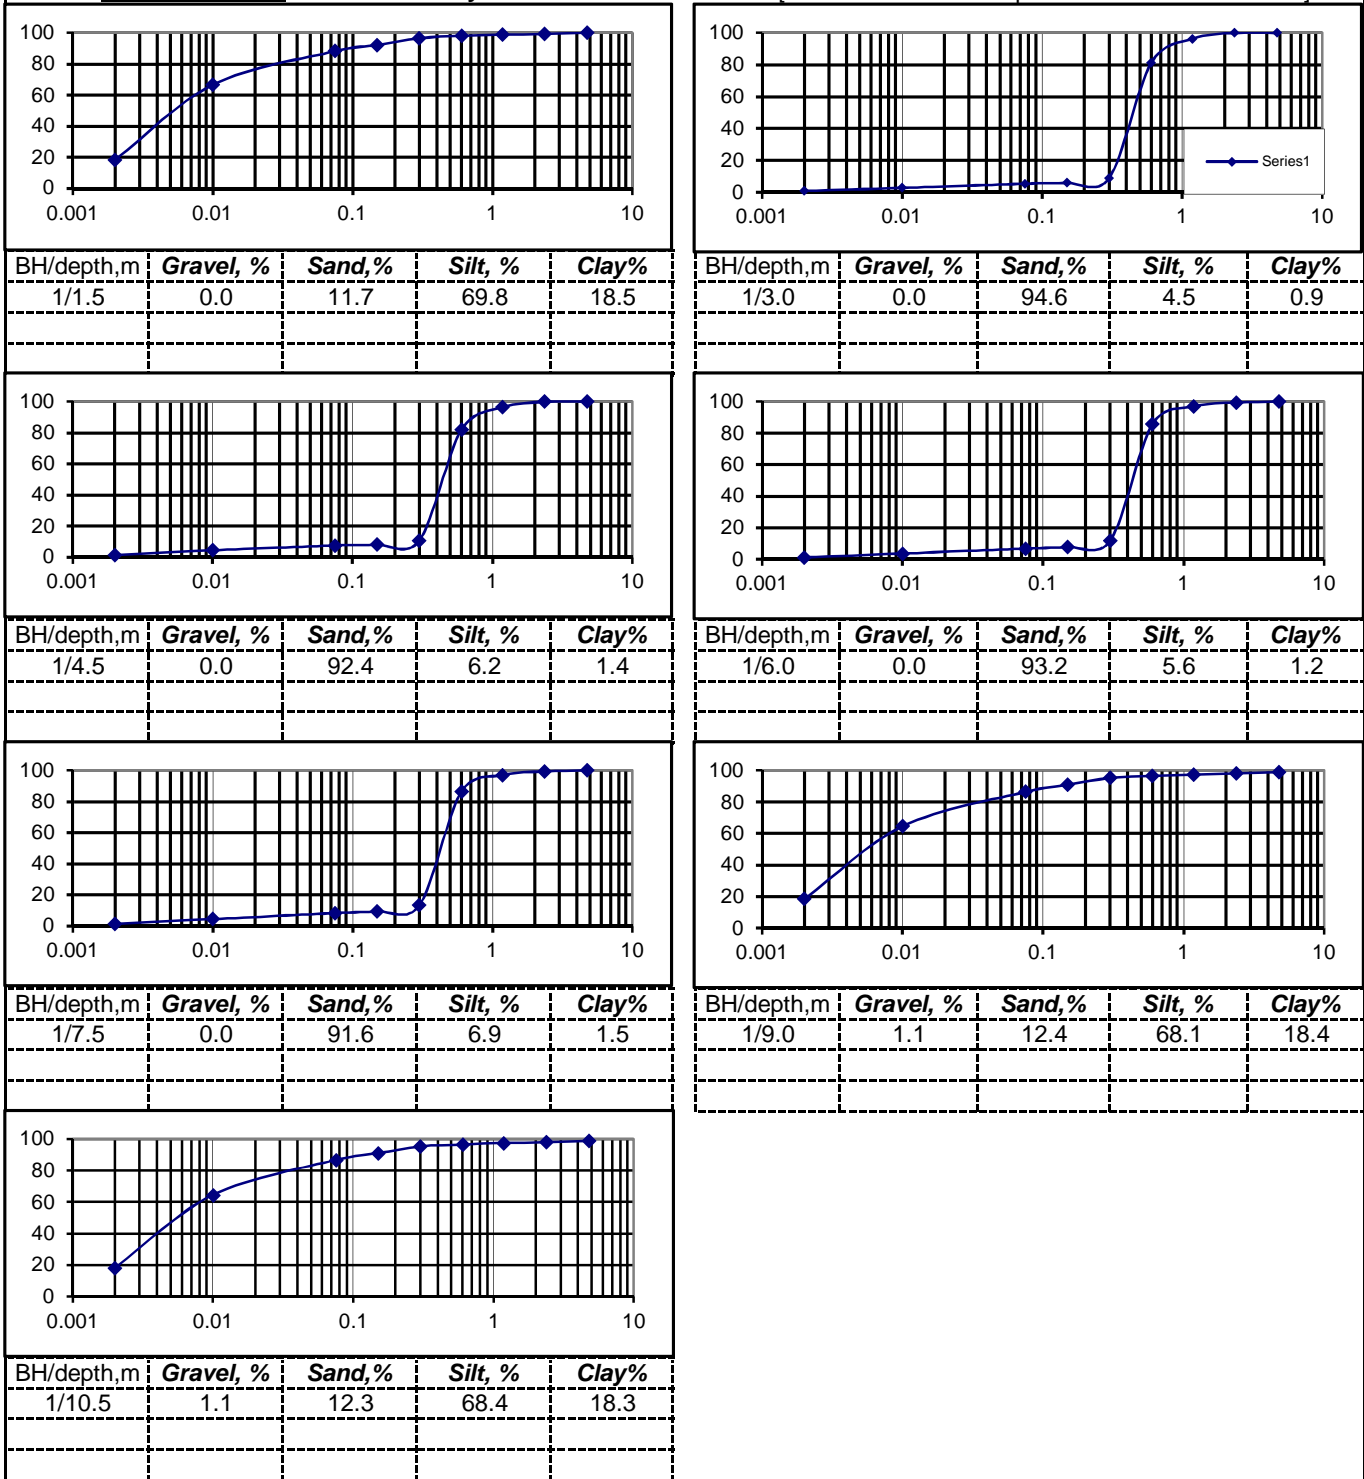 100
80
60
40
20
0
0.001 0.01 0.1 1 10
BH/depth,m Gravel, % Sand,% Silt, % Clay%
1/1.5 0.0 11.7 69.8 18.5
100
80
60
40
20
0
0.001 0.01 0.1 1 10
Series1
BH/depth,m Gravel, % Sand,% Silt, % Clay%
1/3.0 0.0 94.6 4.5 0.9
100
80
60
40
20
0
0.001 0.01 0.1 1 10
BH/depth,m Gravel, % Sand,% Silt, % Clay%
1/4.5 0.0 92.4 6.2 1.4
100
80
60
40
20
0
0.001 0.01 0.1 1 10
BH/depth,m Gravel, % Sand,% Silt, % Clay%
1/6.0 0.0 93.2 5.6 1.2
100
80
60
40
20
0
0.001 0.01 0.1 1 10
BH/depth,m Gravel, % Sand,% Silt, % Clay%
1/7.5 0.0 91.6 6.9 1.5
100
80
60
40
20
0
0.001 0.01 0.1 1 10
BH/depth,m Gravel, % Sand,% Silt, % Clay%
1/9.0 1.1 12.4 68.1 18.4
100
80
60
40
20
0
0.001 0.01 0.1 1 10
BH/depth,m Gravel, % Sand,% Silt, % Clay%
1/10.5 1.1 12.3 68.4 18.3